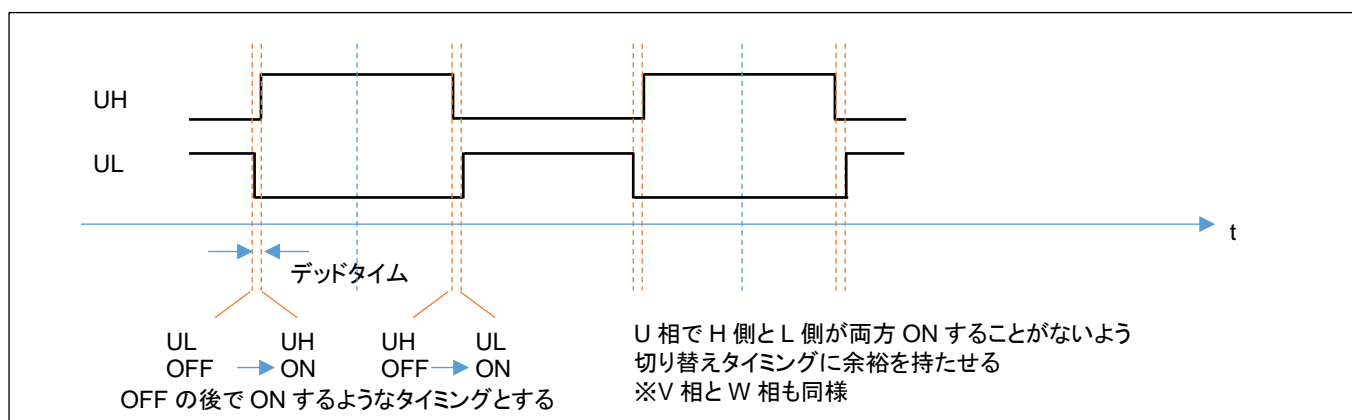 UH
UL
t
デッドタイム
UL UH UH UL
OFF ON OFF ON
OFF の後で ON するようなタイミングとする
U 相で H 側と L 側が両方 ON することがないよう
切り替えタイミングに余裕を持たせる
※V 相と W 相も同様